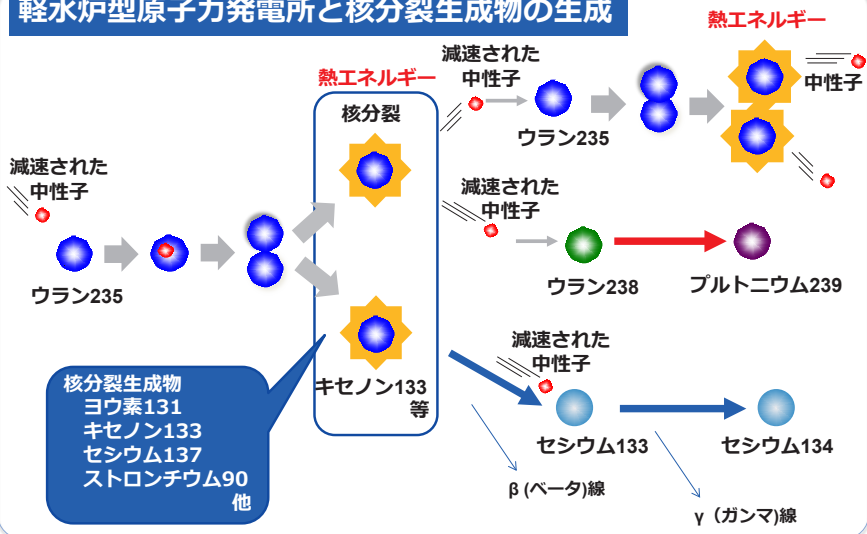 軽水炉型原子力発電所と核分裂生成物の生成
減速された
中性子
ウラン235
熱エネルギー
核分裂
キセノン133
等
核分裂生成物
ヨウ素131
キセノン133
セシウム137
ストロンチウム90
他
減速された
中性子
ウラン235
熱エネルギー
中性子
減速された
中性子
ウラン238
プルトニウム239
減速された
中性子
セシウム133
セシウム134
β (ベータ)線
γ（ガンマ)線